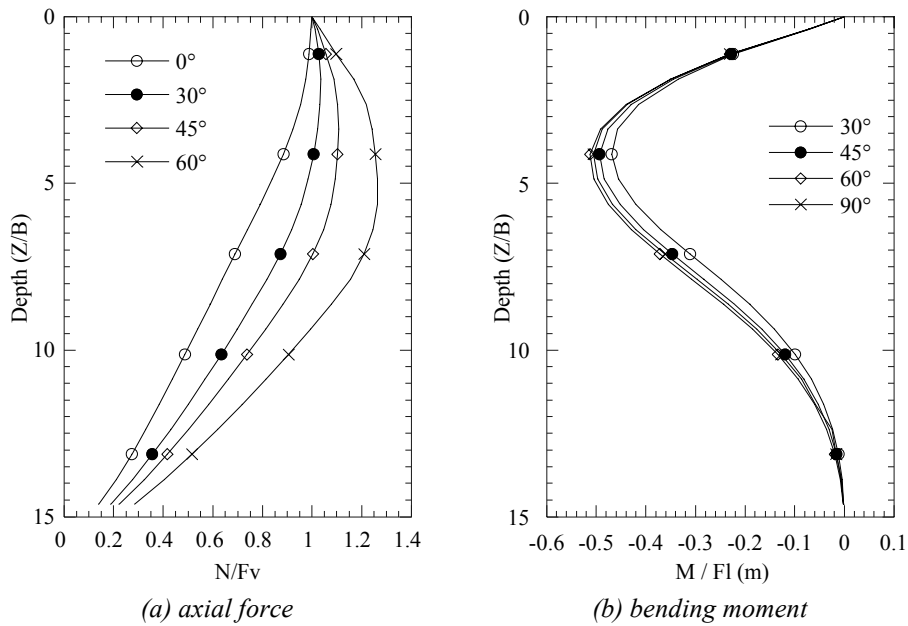 0
5
10
15
Depth (Z/B)
0°
30°
45°
60°
0 0.2 0.4 0.6 0.8 1 1.2 1.4
N/Fv
(a) axial force
0
5
10
15
Depth (Z/B)
30°
45°
60°
90°
-0.6 -0.5 -0.4 -0.3 -0.2 -0.1 0 0.1
M / Fl (m)
(b) bending moment